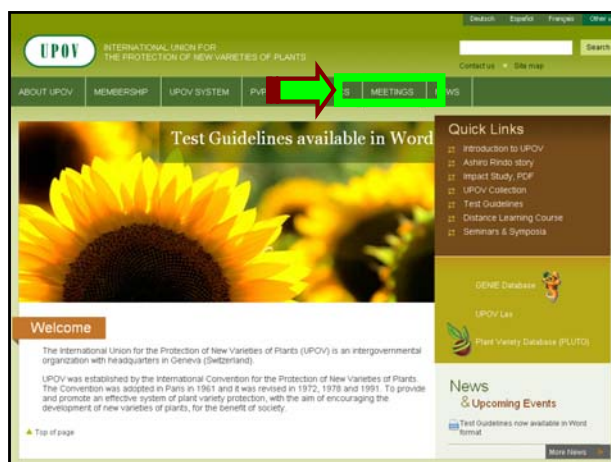 Deutsch Español Français
UPOV
INTERNATIONAL UNION FOR
THE PROTECTION OF NEW VARIETIES OF PLANTS
Search
Contact us Site map
ABOUT UPOV MEMBERSHIP UPOV SYSTEM MEETINGS
Test Guidelines available in Word
Quick Links
Introduction to UPOV
Ashiro Rindo story
Impact Study, PDF
UPOV Collection
Test Guidelines
Distance Learning Course
Seminars & Symposia
GENIE Database
UPOV Lex
Plant Variety Database (PLUTO)
Welcome
The International Union for the Protection of New Varieties of Plants (UPOV) is an intergovernmental
organization with headquarters in Geneva (Switzerland).
UPOV was established by the International Convention for the Protection of New Varieties of Plants.
The Convention was adopted in Paris in 1961 and it was revised in 1972, 1978 and 1991. To provide
and promote an effective system of plant variety protection, with the aim of encouraging the
development of new varieties of plants, for the benefit of society.
Top of page
News
& Upcoming Events
Test Guidelines now available in Word
format
More News